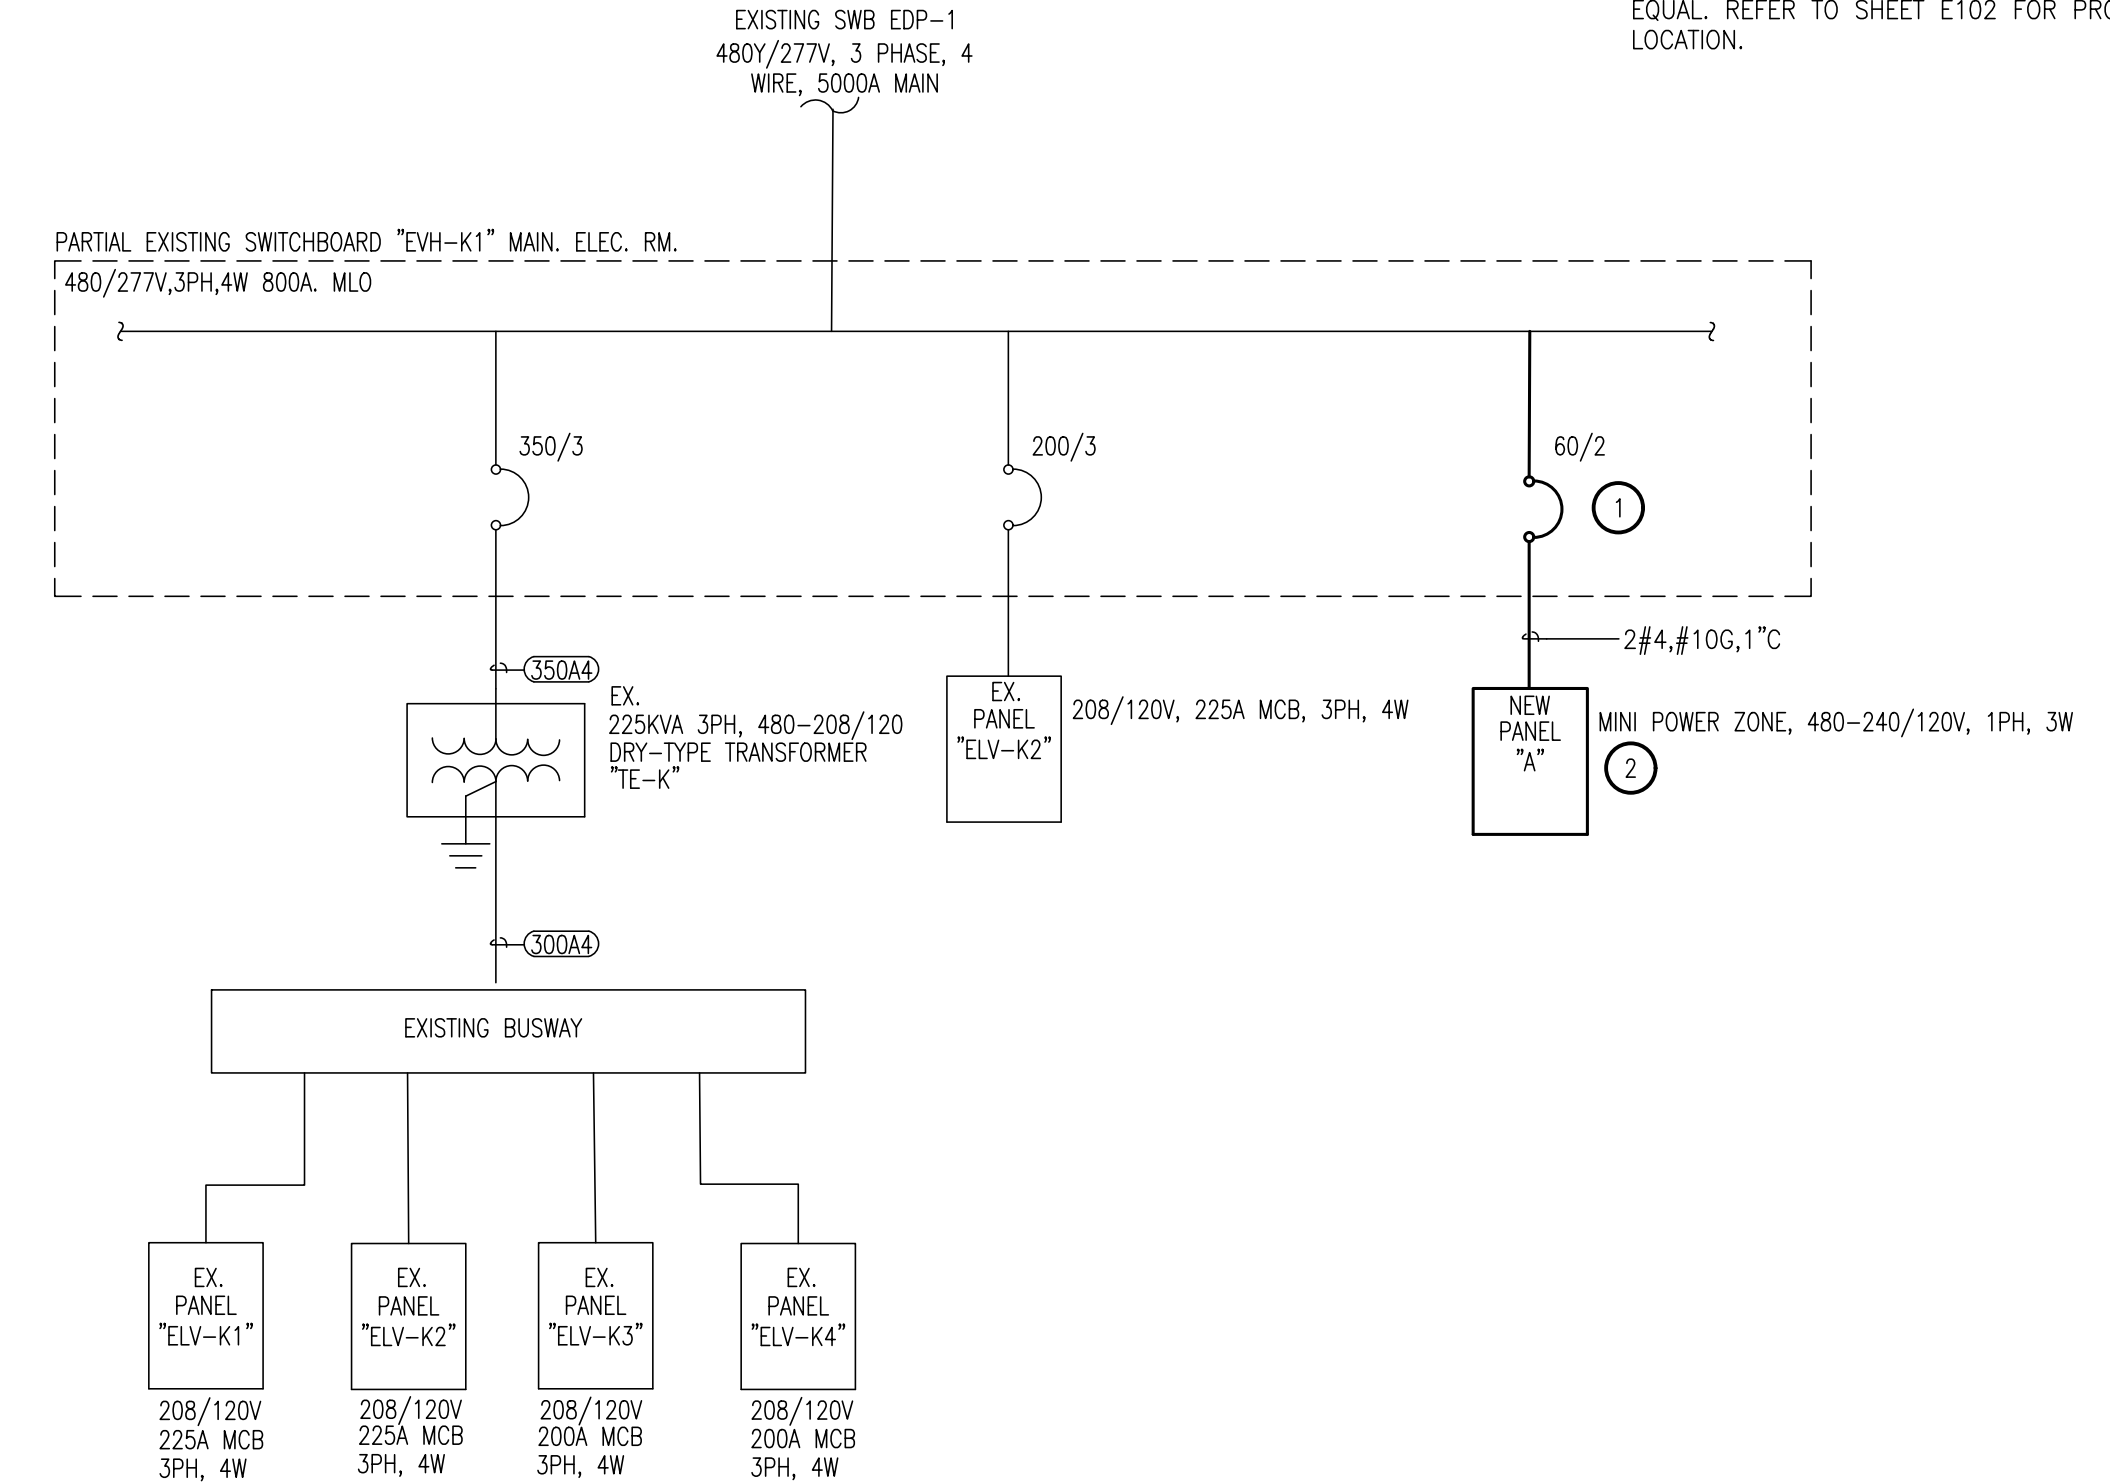 EXISTING SWB EDP-1
480Y/277V, 3 PHASE, 4
WIRE, 5000A MAIN
EQUAL. REFER TO SHEET E102 FOR
LOCATION.
PARTIAL EXISTING SWITCHBOARD "EVH-K1" MAIN. ELEC. RM.
480/277V,3PH,4W 800A. MLO
350/3
200/3
60/2
1
2#4,#10G,1"C
350A4
EX.
225KVA 3PH, 480-208/120
DRY-TYPE TRANSFORMER
"TE-K"
EX.
PANEL
"ELV-K2"
208/120V, 225A MCB, 3PH, 4W
NEW
PANEL
"A"
MINI POWER ZONE, 480-240/120V, 1PH, 3W
2
300A4
EXISTING BUSWAY
EX.
PANEL
"ELV-K1"
208/120V
225A MCB
3PH, 4W
EX.
PANEL
"ELV-K2"
208/120V
225A MCB
3PH, 4W
EX.
PANEL
"ELV-K3"
208/120V
200A MCB
3PH, 4W
EX.
PANEL
"ELV-K4"
208/120V
200A MCB
3PH, 4W